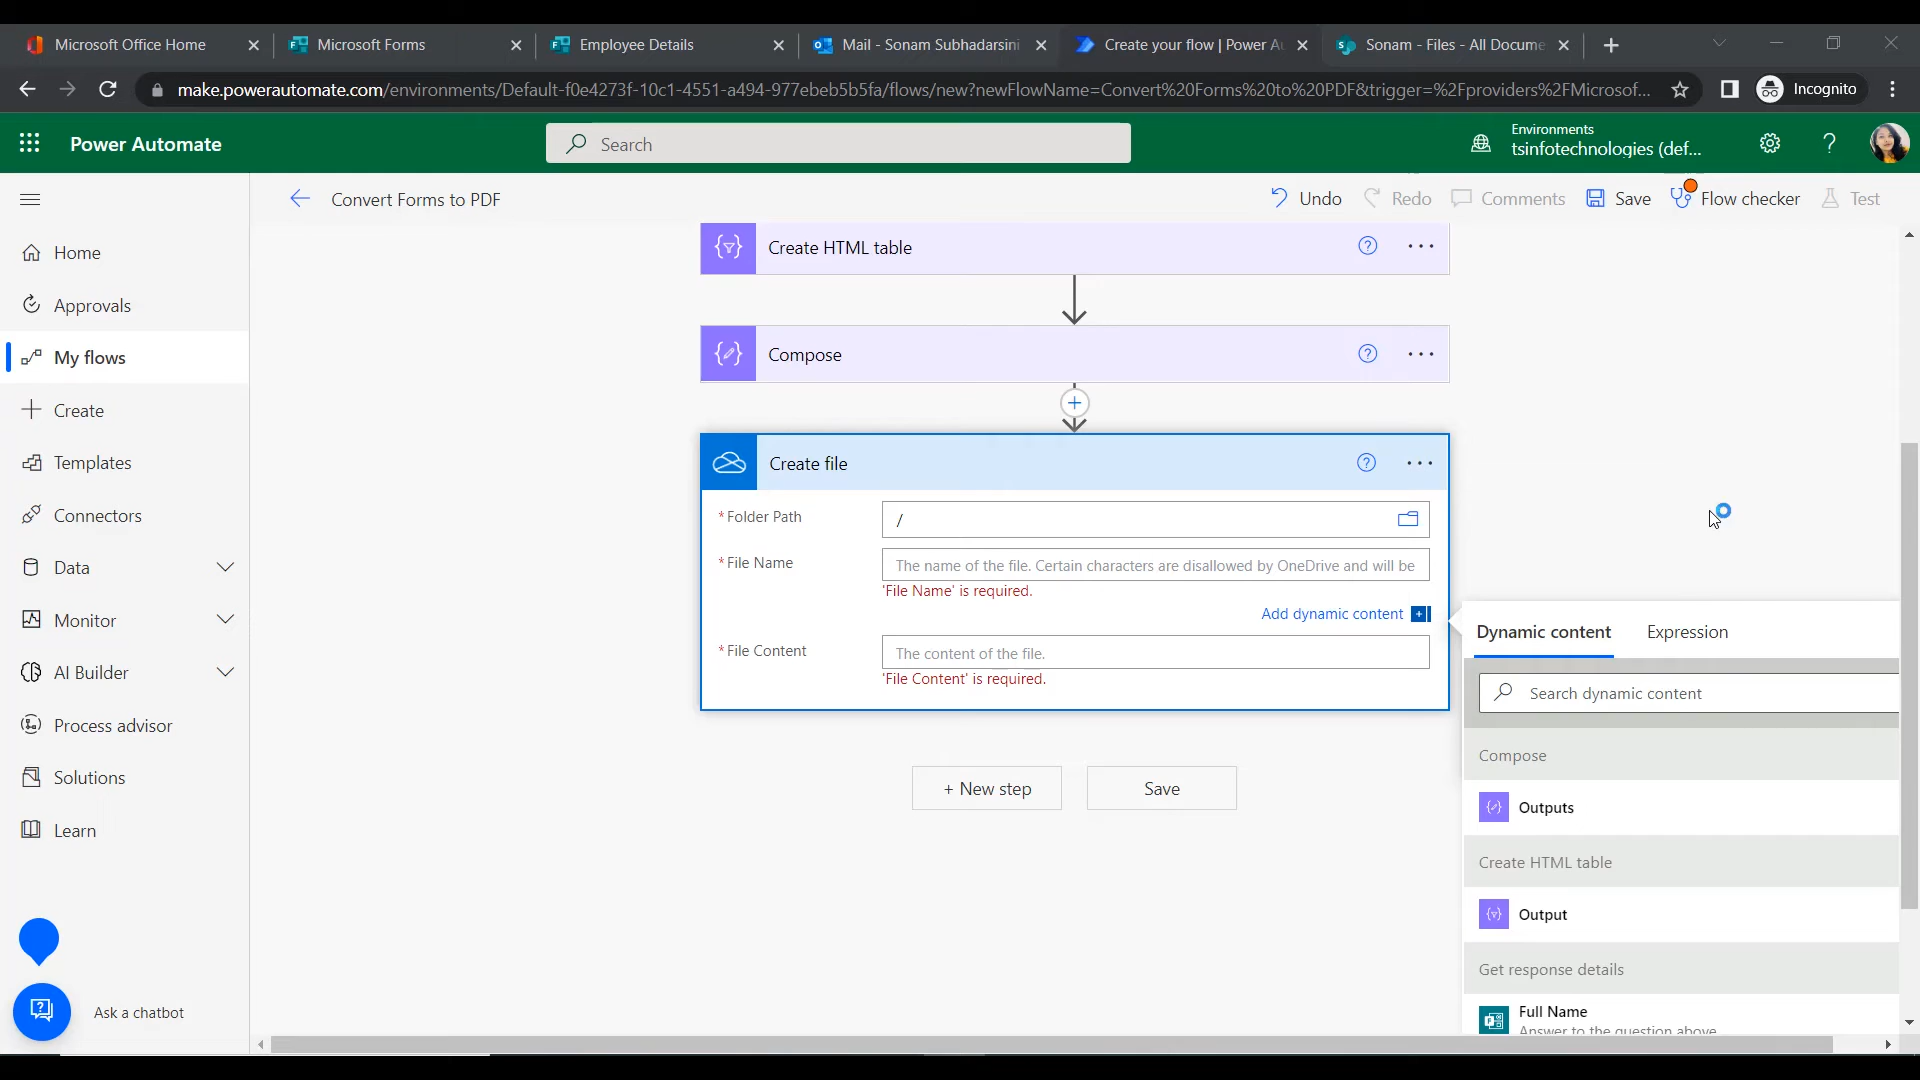 Microsoft Office Home
Microsoft Forms
Employee Details
Mail - Sonam Subhadarsini
Create your flow | Power Au
Sonam - Files - All Docume
make.powerautomate.com/environments/Default-f0e4273f-10c1-4551-a494-977ebeb5b5fa/flows/new?newFlowName=Convert%20Forms%20to%20PDF&trigger=%2Fproviders%2FMicrosof...
Incognito
Power Automate
Search
Environments
tsinfotechnologies (def...
Convert Forms to PDF
Undo
Redo
Comments
Save
Flow checker
Test
Home
Approvals
My flows
Create
Templates
Connectors
Data
Monitor
AI Builder
Process advisor
Solutions
Learn
Ask a chatbot
Create HTML table
Compose
Create file
*Folder Path
/
*File Name
The name of the file. Certain characters are disallowed by OneDrive and will be
'File Name' is required.
Add dynamic content
*File Content
The content of the file.
'File Content' is required.
+ New step
Save
Dynamic content
Expression
Search dynamic content
Compose
Outputs
Create HTML table
Output
Get response details
Full Name
Answer to the question above